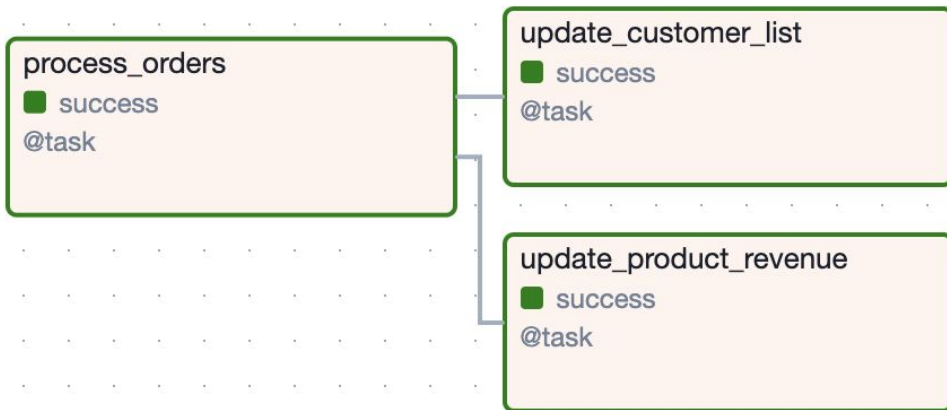 process_orders
success
@task
update_customer_list
success
@task
update_product_revenue
success
@task